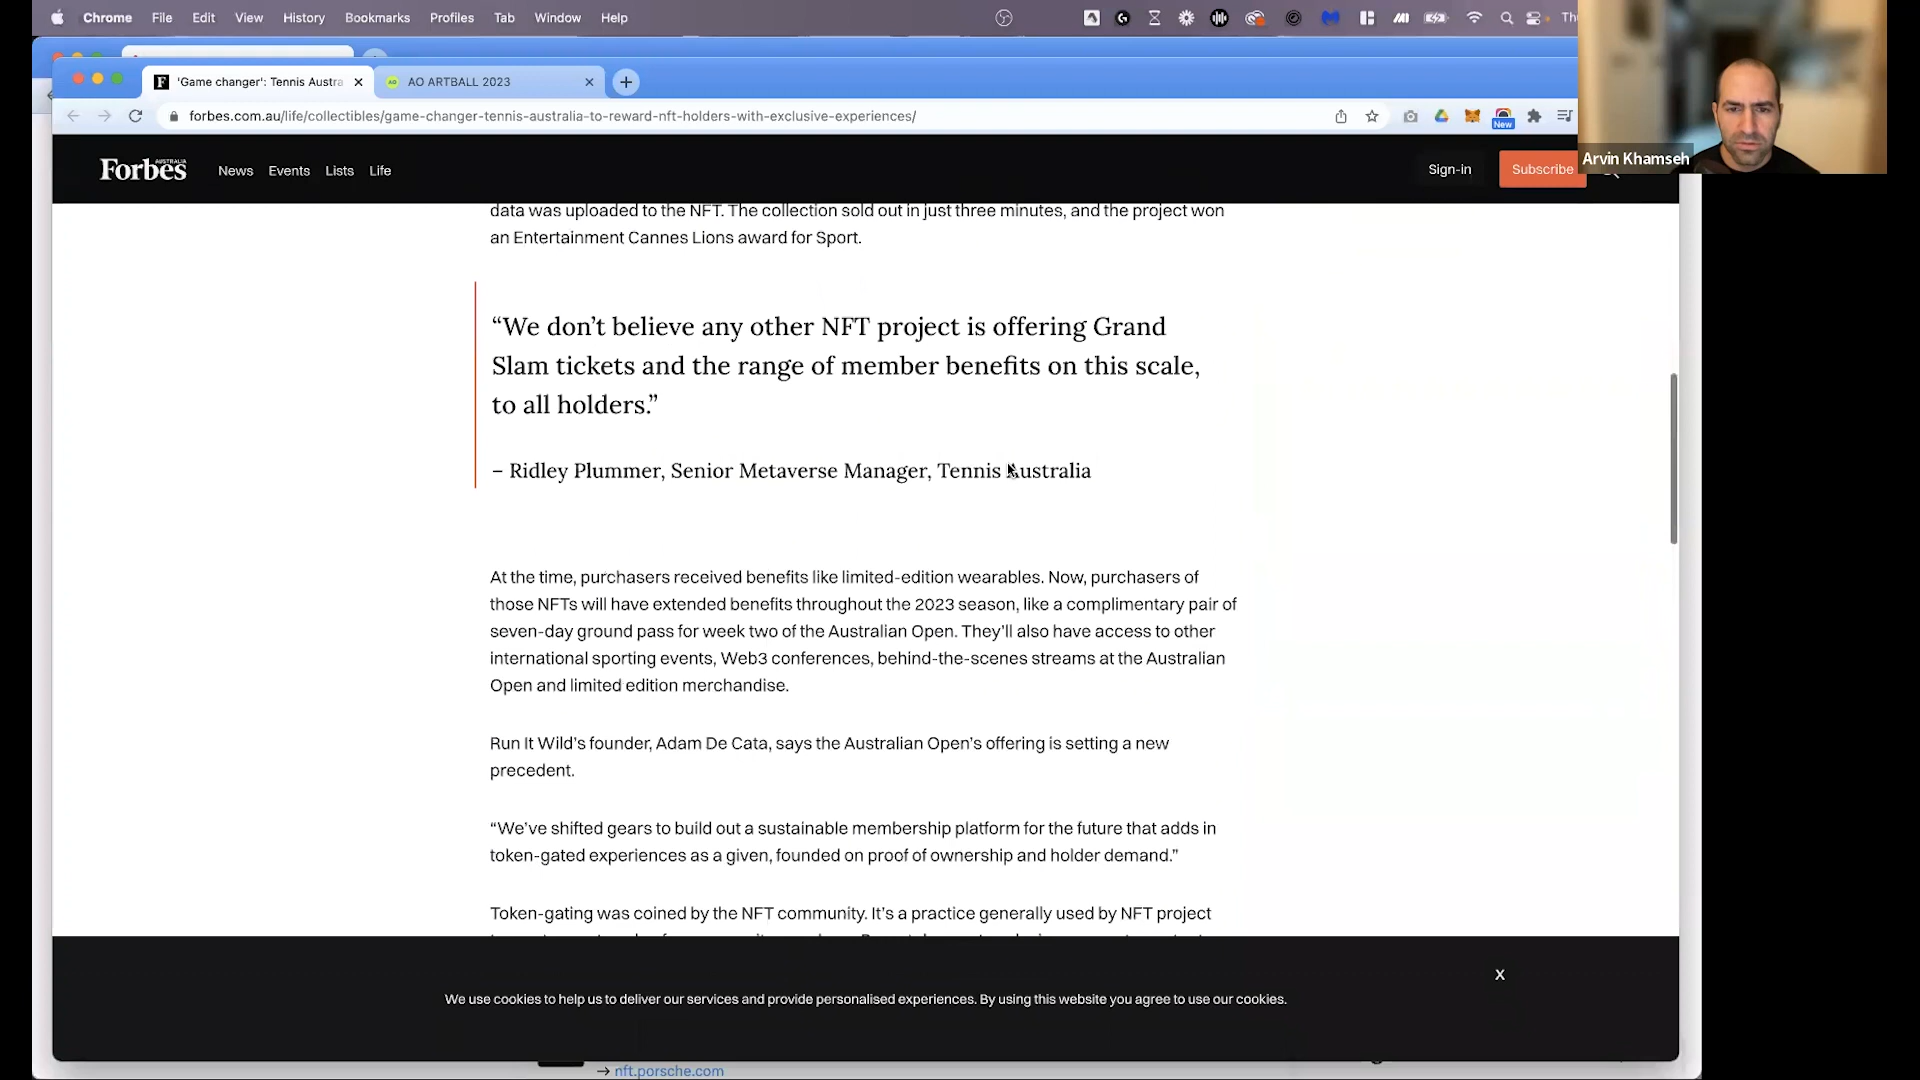 Chrome File Edit View History Bookmarks Profiles Tab Window Help
'Game changer': Tennis Austra
AO ARTBALL 2023
forbes.com.au/life/collectibles/game-changer-tennis-australia-to-reward-nft-holders-with-exclusive-experiences/
New
Arvin Khamseh
Forbes
AUSTRALIA
News Events Lists Life
Sign-in
Subscribe
data was uploaded to the NFT. The collection sold out in just three minutes, and the project won
an Entertainment Cannes Lions award for Sport.
“We don’t believe any other NFT project is offering Grand
Slam tickets and the range of member benefits on this scale,
to all holders.”
– Ridley Plummer, Senior Metaverse Manager, Tennis Australia
At the time, purchasers received benefits like limited-edition wearables. Now, purchasers of
those NFTs will have extended benefits throughout the 2023 season, like a complimentary pair of
seven-day ground pass for week two of the Australian Open. They’ll also have access to other
international sporting events, Web3 conferences, behind-the-scenes streams at the Australian
Open and limited edition merchandise.
Run It Wild’s founder, Adam De Cata, says the Australian Open’s offering is setting a new
precedent.
“We’ve shifted gears to build out a sustainable membership platform for the future that adds in
token-gated experiences as a given, founded on proof of ownership and holder demand.”
Token-gating was coined by the NFT community. It’s a practice generally used by NFT project
X
We use cookies to help us to deliver our services and provide personalised experiences. By using this website you agree to use our cookies.
→ nft.porsche.com